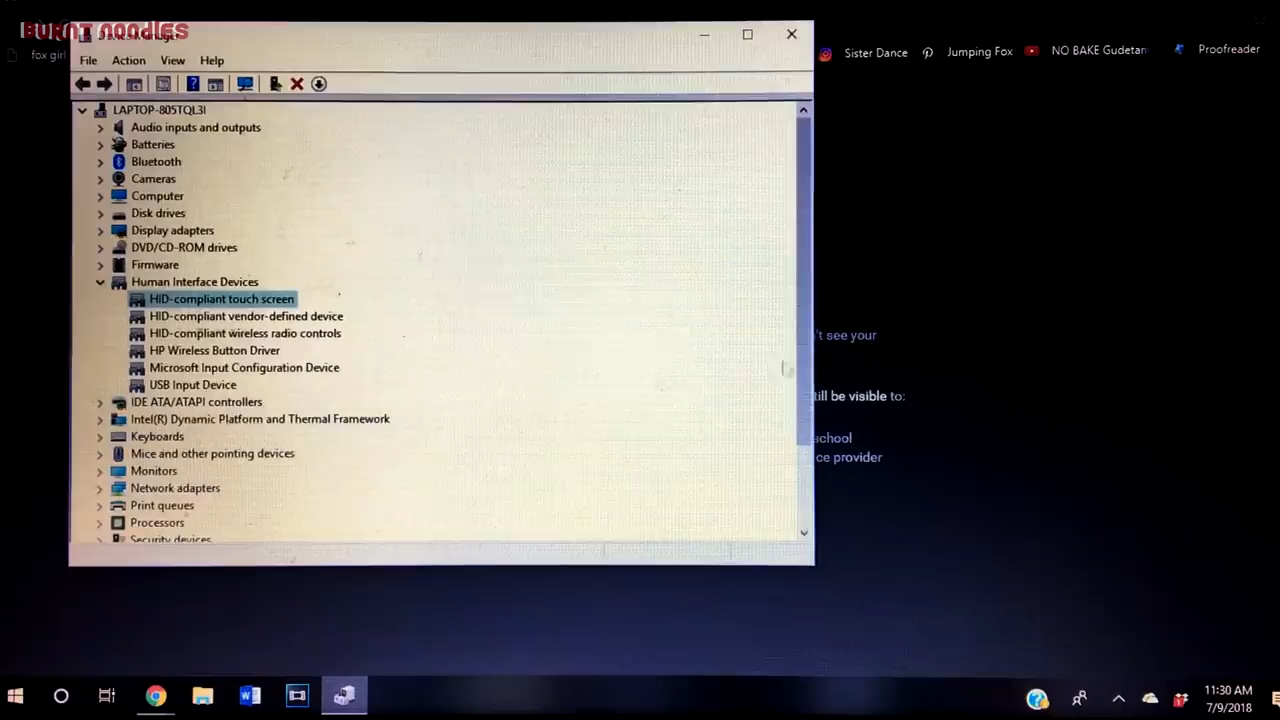 BURNT NOODLES
Device Manager
fox girl
Sister Dance
Jumping Fox
NO BAKE Gudetan
Proofreader
File Action View Help
LAPTOP-805TQL3I
Audio inputs and outputs
Batteries
Bluetooth
Cameras
Computer
Disk drives
Display adapters
DVD/CD-ROM drives
Firmware
Human Interface Devices
HID-compliant touch screen
HID-compliant vendor-defined device
HID-compliant wireless radio controls
HP Wireless Button Driver
Microsoft Input Configuration Device
USB Input Device
IDE ATA/ATAPI controllers
Intel(R) Dynamic Platform and Thermal Framework
Keyboards
Mice and other pointing devices
Monitors
Network adapters
Print queues
Processors
Security devices
't see your
till be visible to:
school
ce provider
11:30 AM
7/9/2018